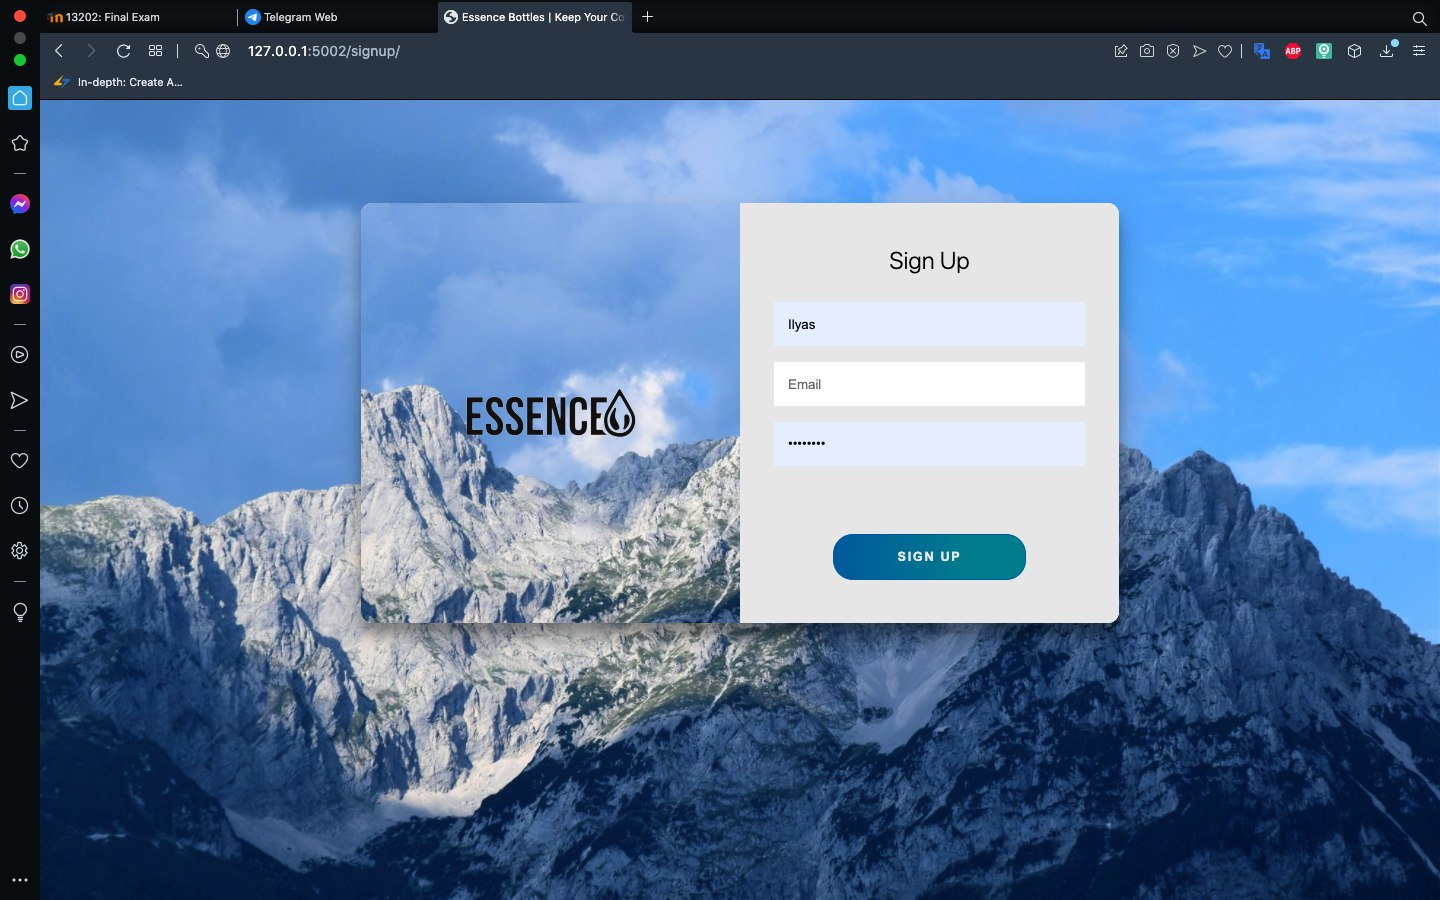 13202: Final Exam
Telegram Web
Essence Bottles | Keep Your Co
127.0.0.1:5002/signup/
ABP
In-depth: Create A...
Sign Up
Ilyas
Email
ESSENCE
SIGN UP